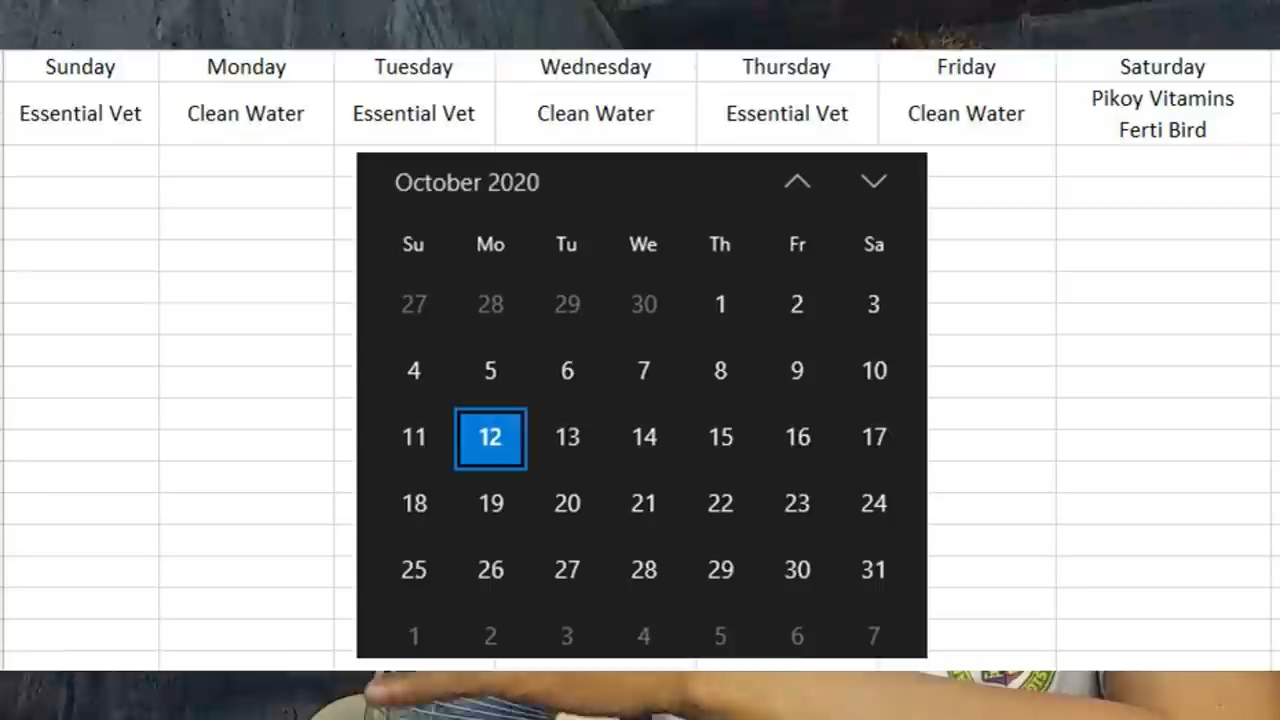 Sunday Monday Tuesday Wednesday Thursday Friday Saturday
Essential Vet Clean Water Essential Vet Clean Water Essential Vet Clean Water Pikoy Vitamins
Ferti Bird
October 2020
Su Mo Tu We Th Fr Sa
27 28 29 30 1 2 3
4 5 6 7 8 9 10
11 12 13 14 15 16 17
18 19 20 21 22 23 24
25 26 27 28 29 30 31
1 2 3 4 5 6 7